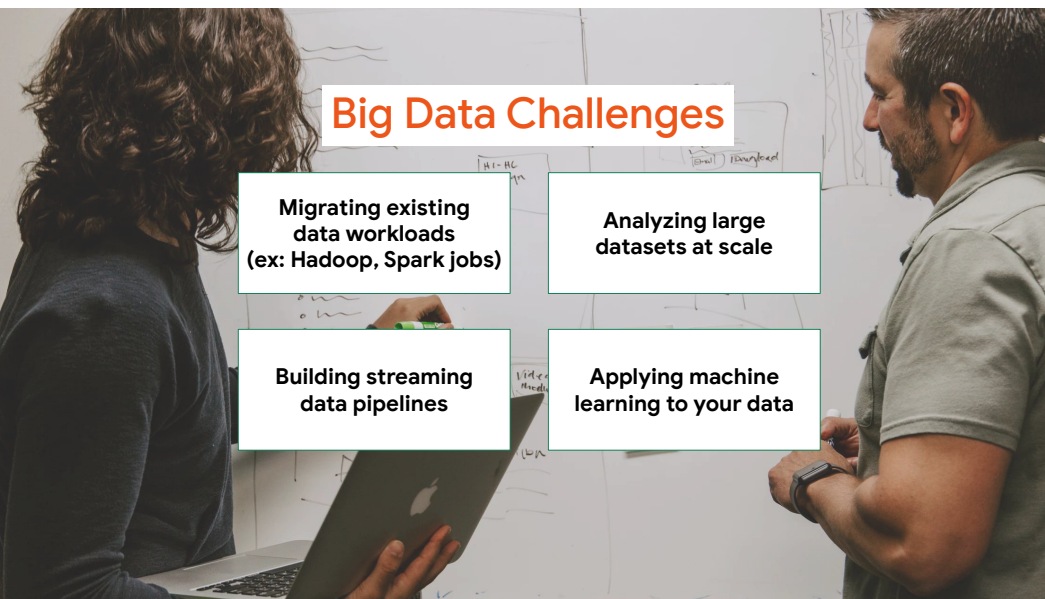 Big Data Challenges
Migrating existing
data workloads
(ex: Hadoop, Spark jobs)
Analyzing large
datasets at scale
Building streaming
data pipelines
Applying machine
learning to your data